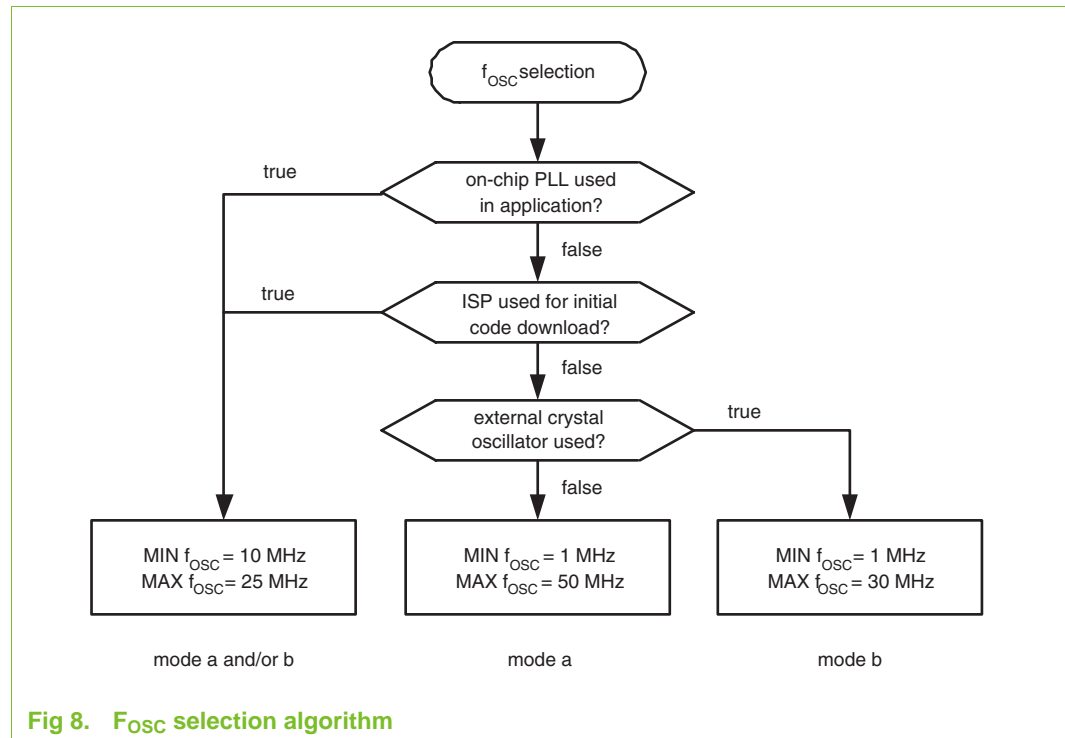 fOSC selection
true
on-chip PLL used
in application?
false
true
ISP used for initial
code download?
false
external crystal
oscillator used?
true
false
MIN fOSC = 10 MHz
MAX fOSC = 25 MHz
MIN fOSC = 1 MHz
MAX fOSC = 50 MHz
MIN fOSC = 1 MHz
MAX fOSC = 30 MHz
mode a and/or b
mode a
mode b
Fig 8. FOSC selection algorithm